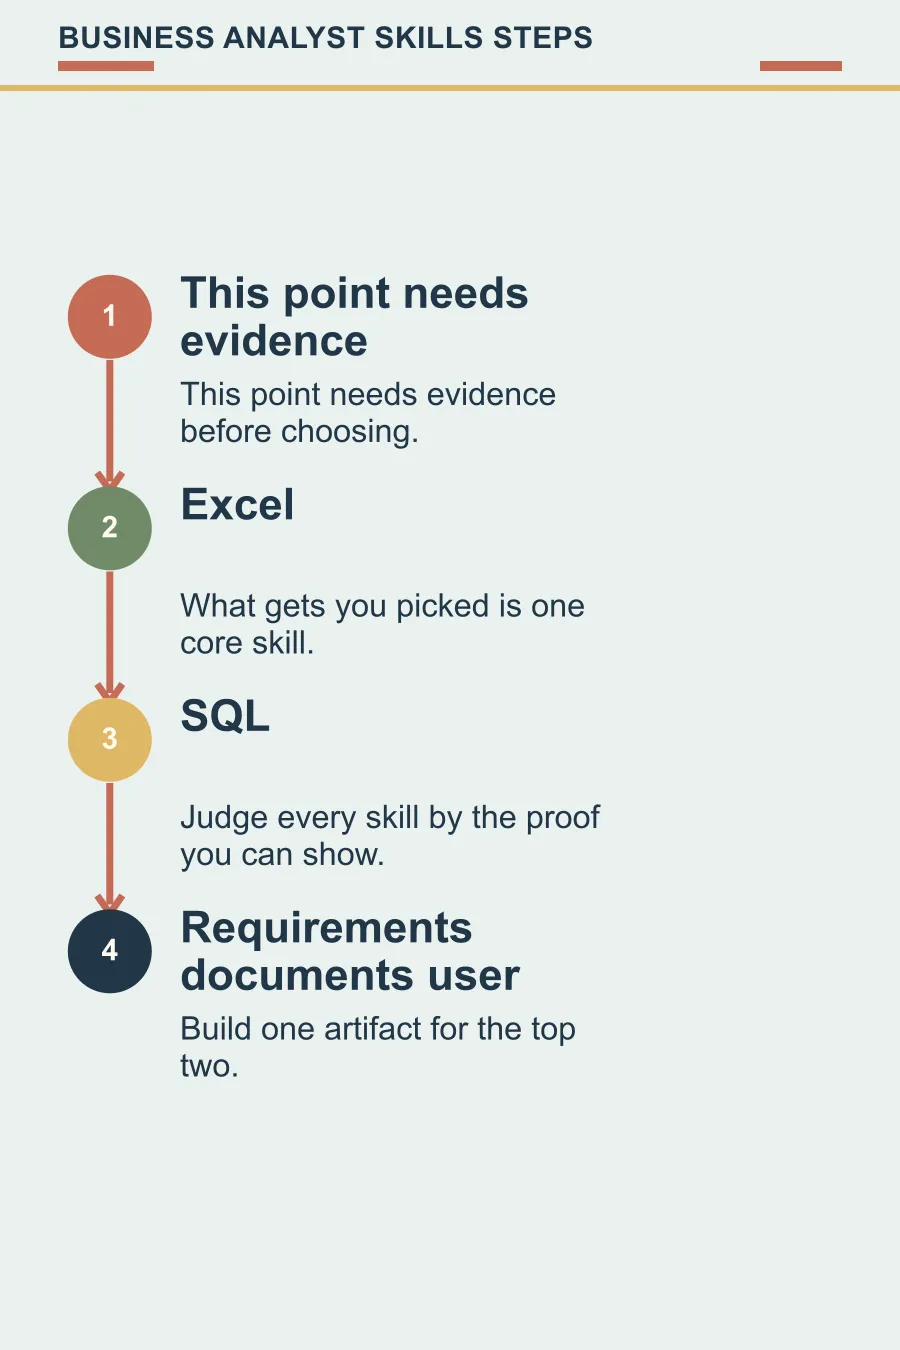 BUSINESS ANALYST SKILLS STEPS
1
This point needs
evidence
This point needs evidence
before choosing.
2
Excel
What gets you picked is one
core skill.
3
SQL
Judge every skill by the proof
you can show.
4
Requirements
documents user
Build one artifact for the top
two.